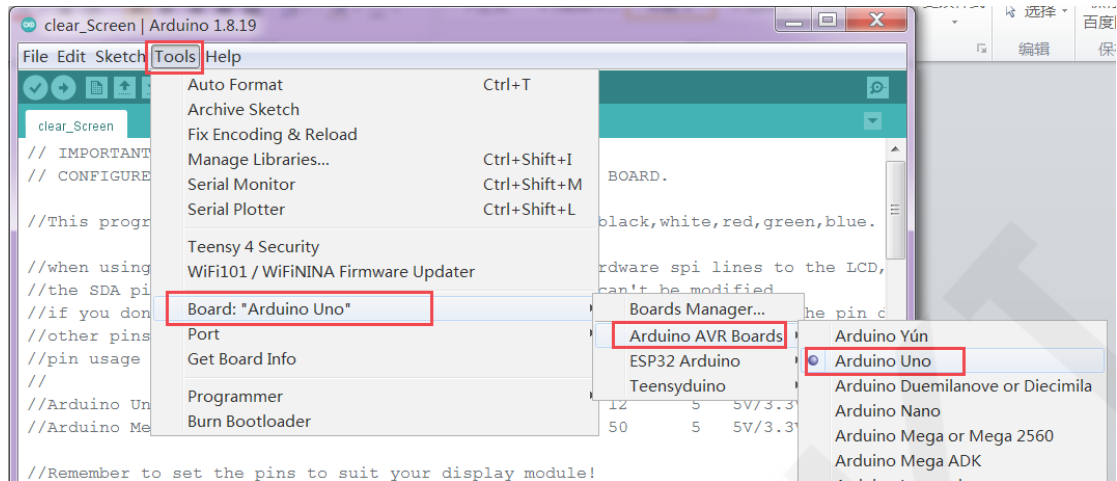 clear_Screen | Arduino 1.8.19
选择
File Edit Sketch Tools Help
编辑
Auto Format Ctrl+T
Archive Sketch
clear_Screen
Fix Encoding & Reload
// IMPORTANT
Manage Libraries... Ctrl+Shift+I
// CONFIGURE BOARD.
Serial Monitor Ctrl+Shift+M
Serial Plotter Ctrl+Shift+L
//This progr black,white,red,green,blue.
Teensy 4 Security
//when using rdware spi lines to the LCD,
WiFi101 / WiFiNINA Firmware Updater
//the SDA pi can't be modified
Board: "Arduino Uno"
Boards Manager...
//if you don he pin d
Port
Arduino AVR Boards
Arduino Yún
//other pins
Get Board Info
ESP32 Arduino
Arduino Uno
//pin usage
Teensyduino
Arduino Duemilanove or Diecimila
//
Programmer
//Arduino Un 12 5 5V/3.3
Arduino Nano
Burn Bootloader
//Arduino Me 50 5 5V/3.3
Arduino Mega or Mega 2560
Arduino Mega ADK
//Remember to set the pins to suit your display module!